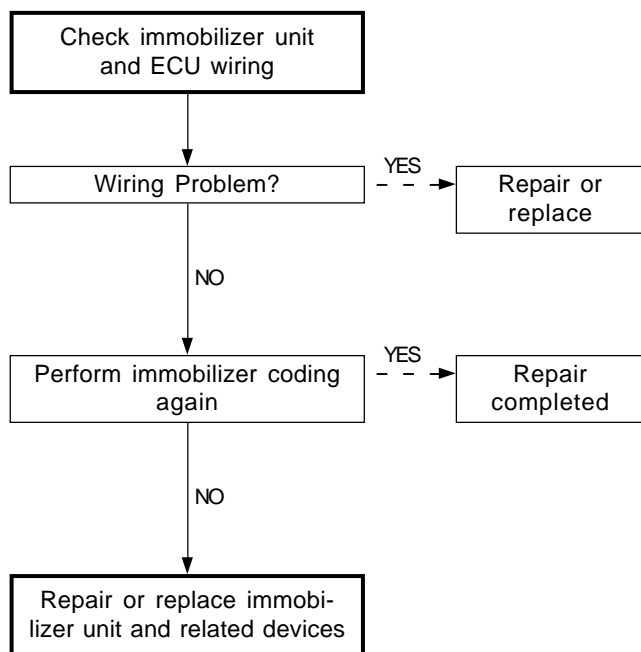 Check immobilizer unit
and ECU wiring
Wiring Problem?
YES
Repair or
replace
NO
Perform immobilizer coding
again
YES
Repair
completed
NO
Repair or replace immobi-
lizer unit and related devices